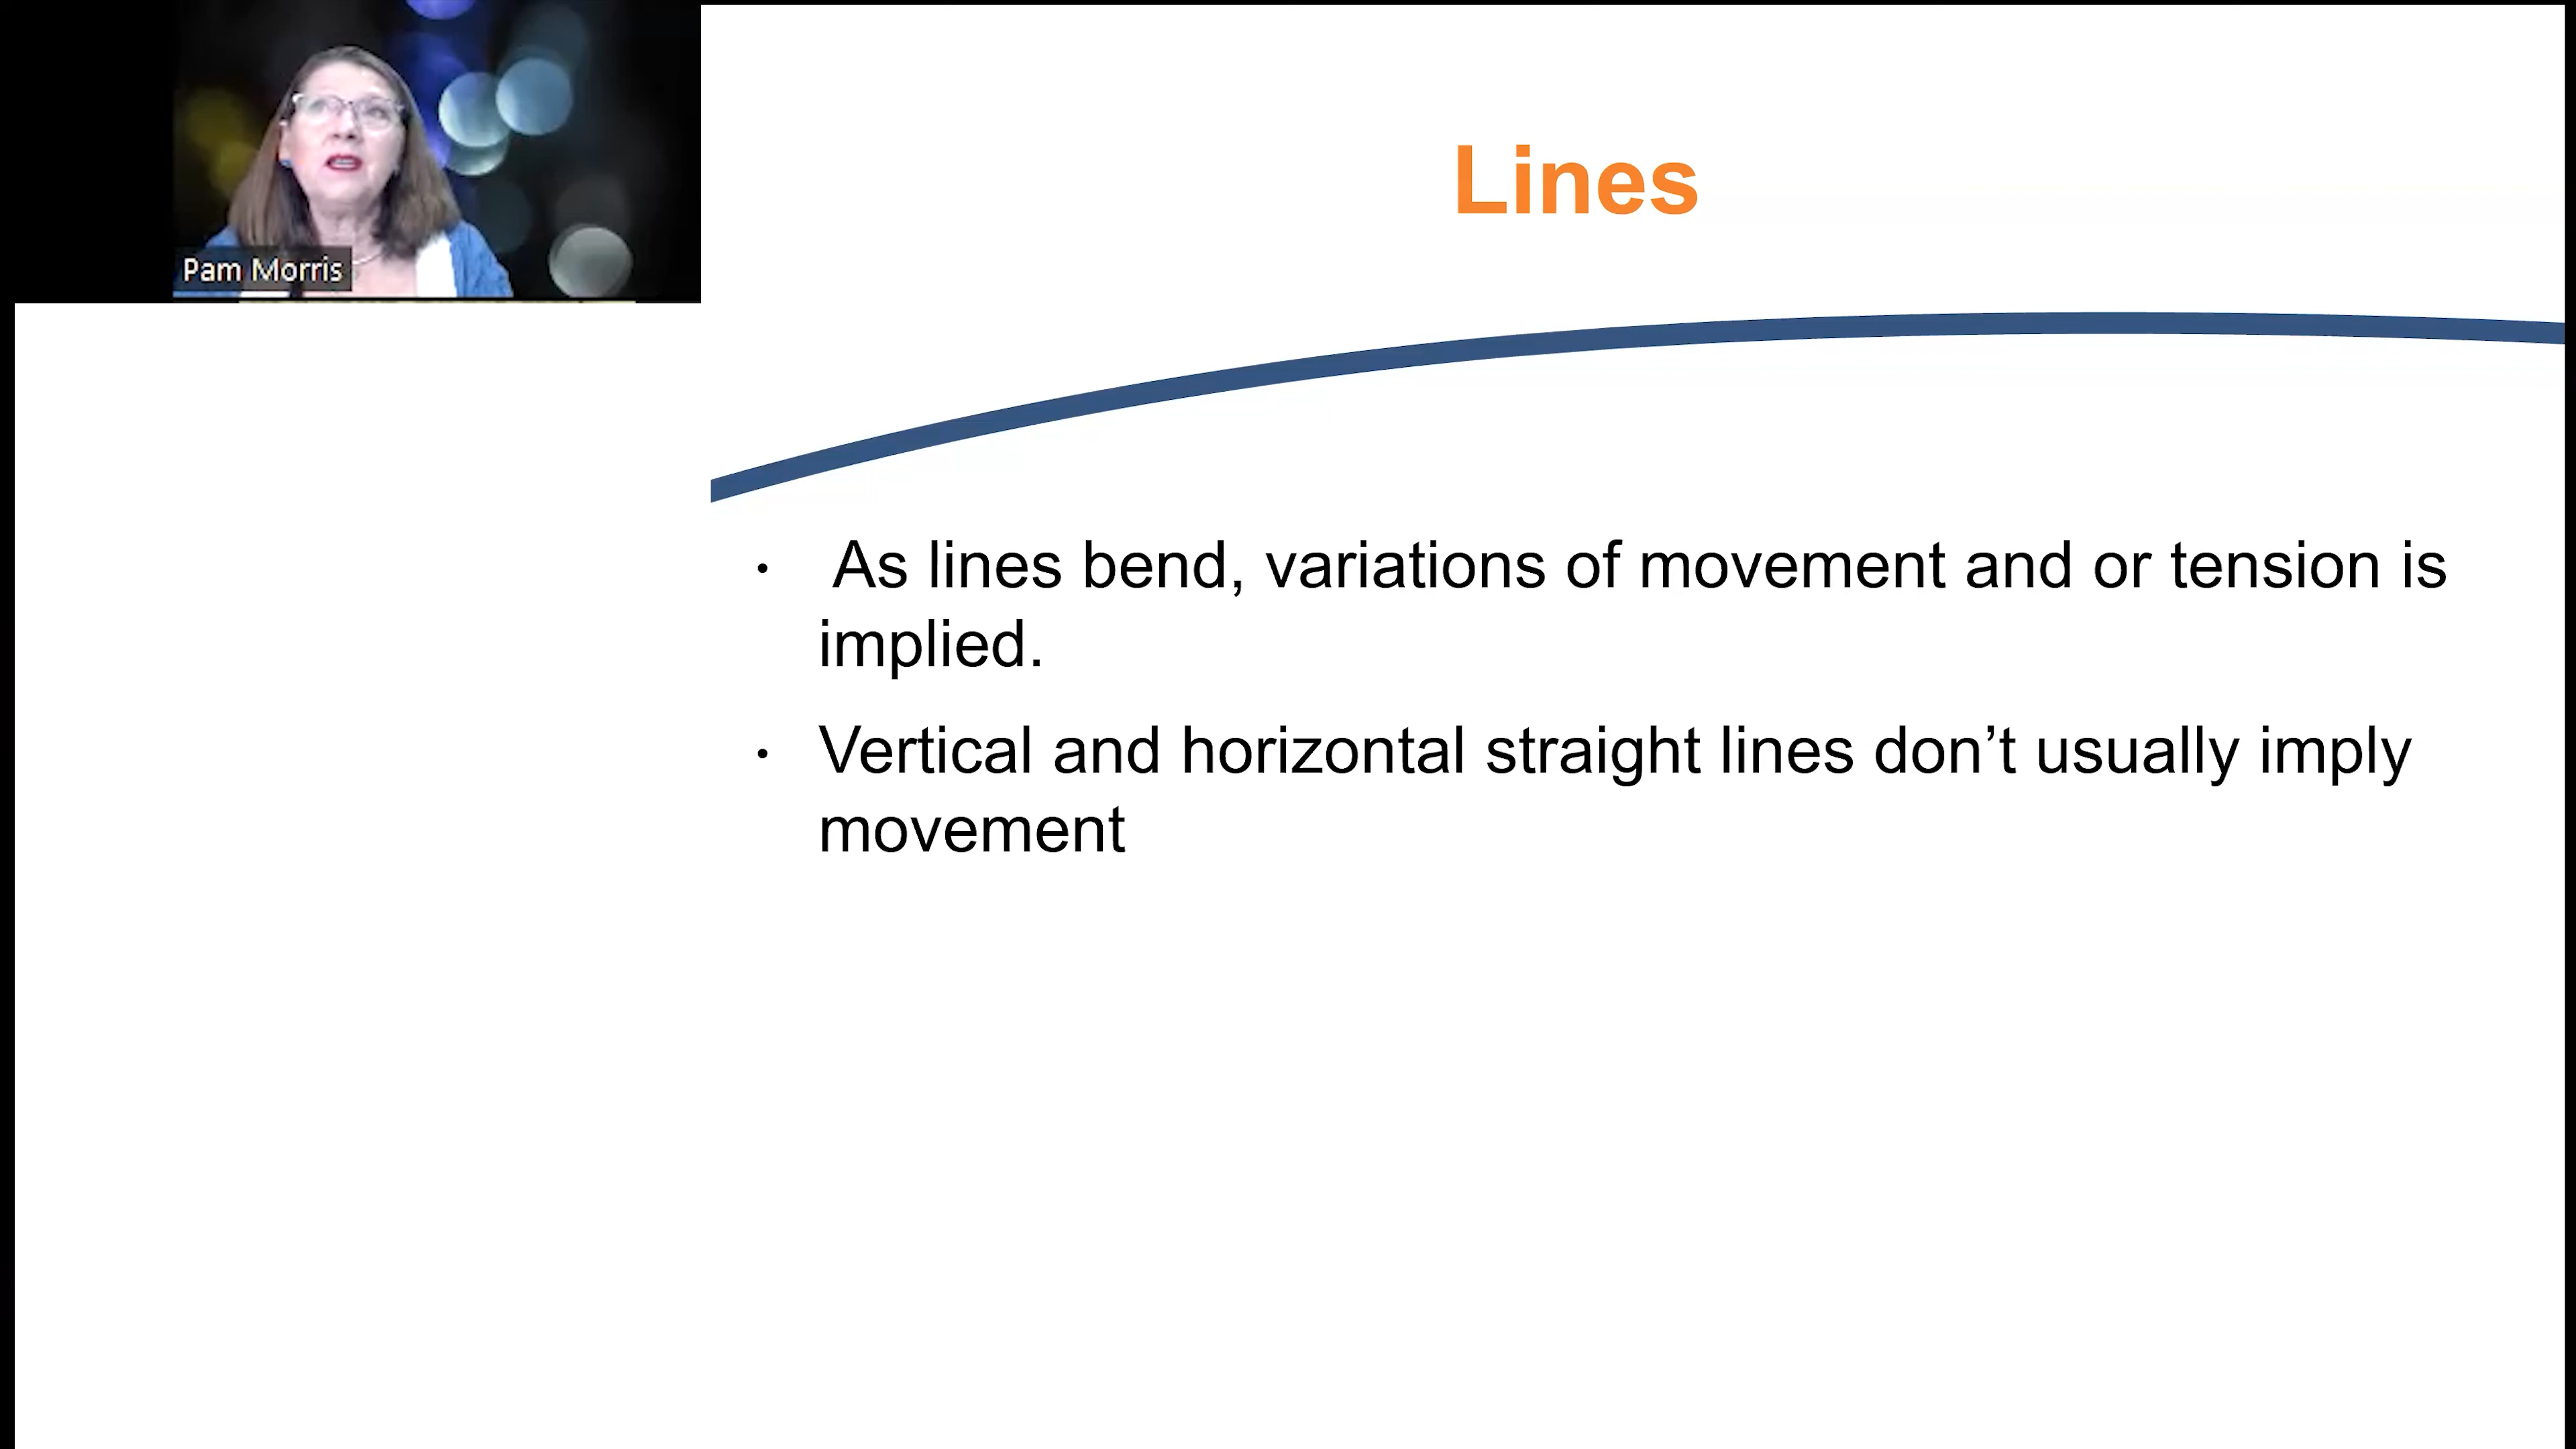 Pam Morris
Lines
• As lines bend, variations of movement and or tension is
implied.
• Vertical and horizontal straight lines don’t usually imply
movement